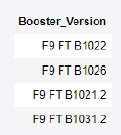 Booster_Version
F9 FT B1022
F9 FT B1026
F9 FT B1021.2
F9 FT B1031.2